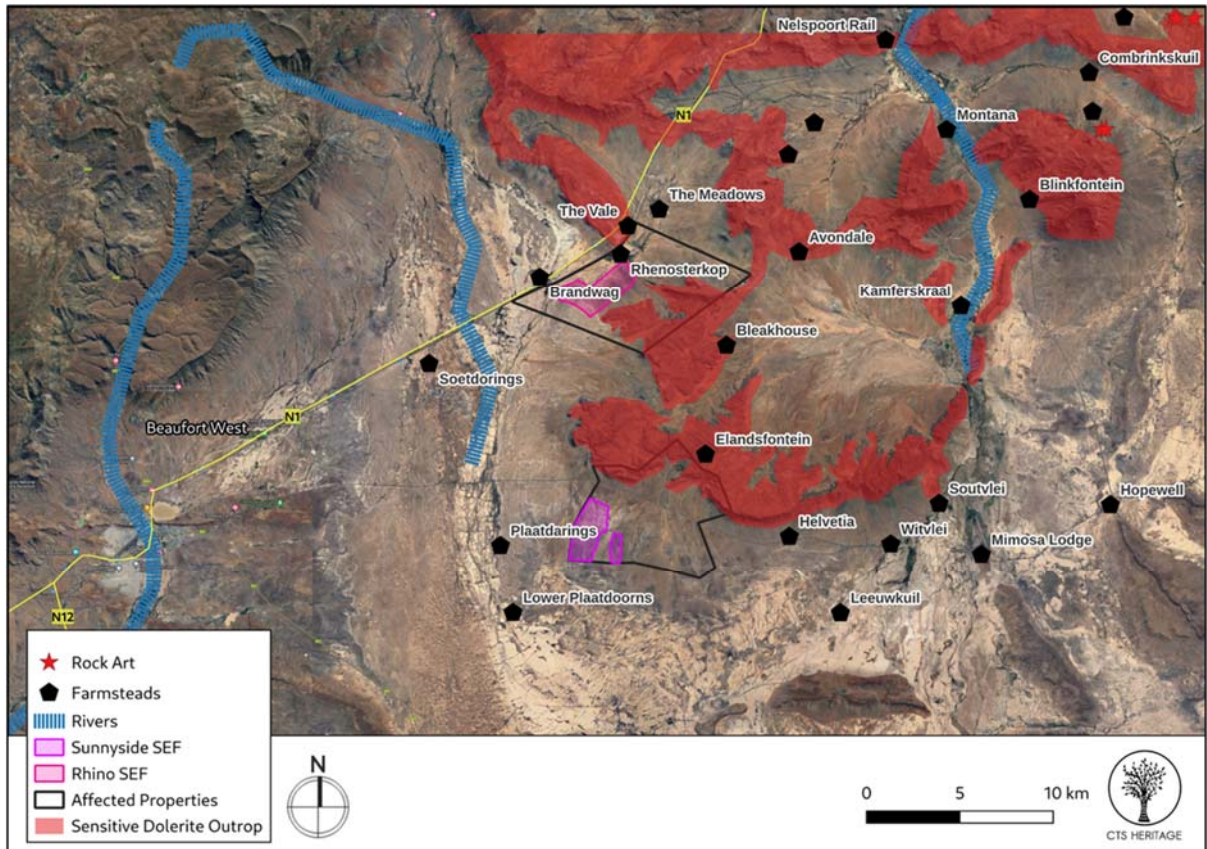 Nelspoort Rail
Combrinkskuil
N1
Montana
Blinkfontein
The Meadows
The Vale
Avondale
Rhenosterkop
Brandwag
Kamferskraal
Bleakhouse
Soetdorings
N1
Beaufort West
Elandsfontein
Soutvlei
Hopewell
Plaatdarings
Helvetia
Witvlei
Mimosa Lodge
Lower Plaatdoorns
Leeuwkuil
N12
Rock Art
Farmsteads
Rivers
Sunnyside SEF
Rhino SEF
Affected Properties
Sensitive Dolerite Outrop
N
0 5 10 km
CTS HERITAGE